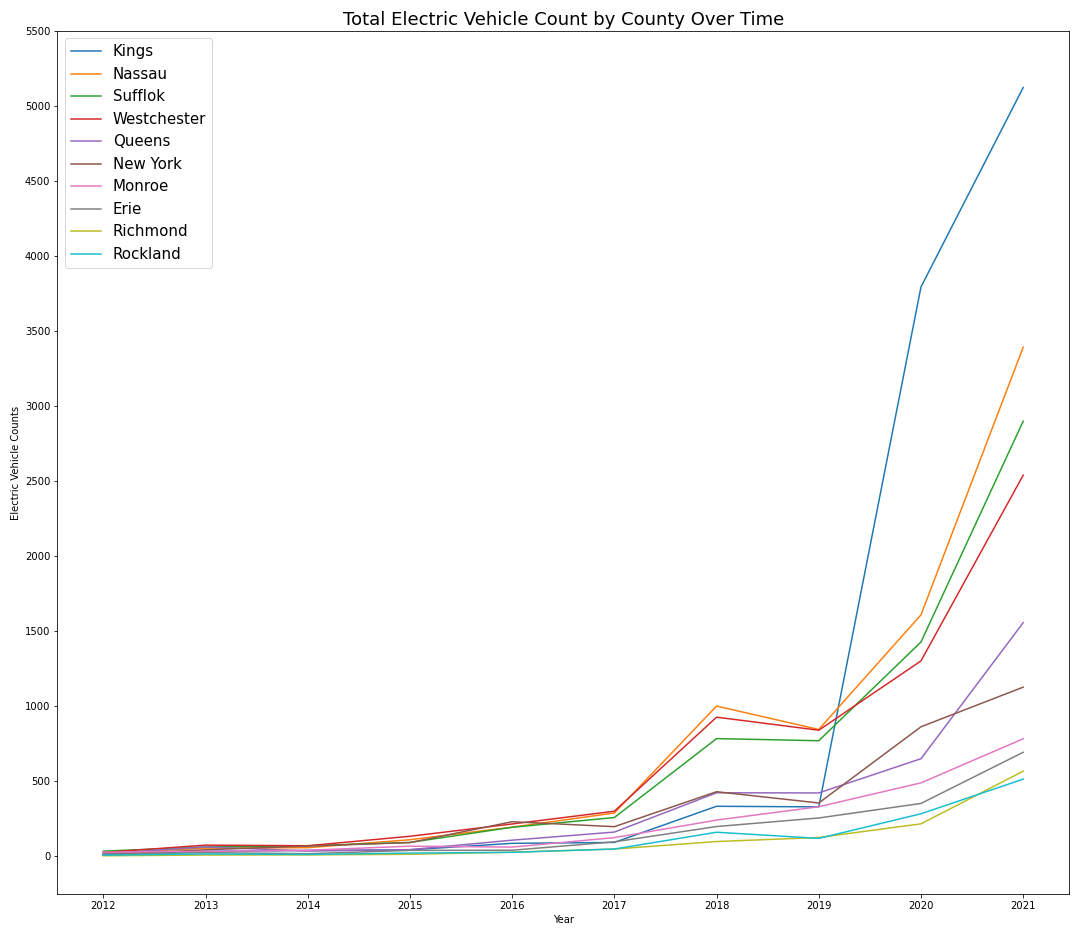 Total Electric Vehicle Count by County Over Time
5500
5000
4500
4000
3500
3000
2500
2000
1500
1000
500
0
Electric Vehicle Counts
Kings
Nassau
Sufflok
Westchester
Queens
New York
Monroe
Erie
Richmond
Rockland
2012 2013 2014 2015 2016 2017 2018 2019 2020 2021
Year